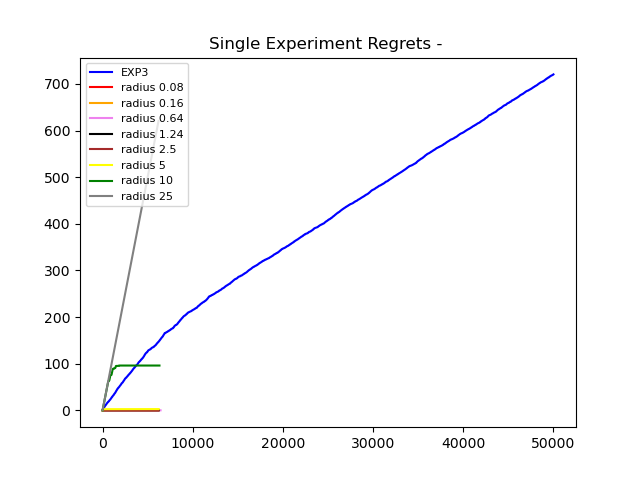 Single Experiment Regrets -
EXP3
radius 0.08
radius 0.16
radius 0.64
radius 1.24
radius 2.5
radius 5
radius 10
radius 25
700
600
500
400
300
200
100
0
0 10000 20000 30000 40000 50000